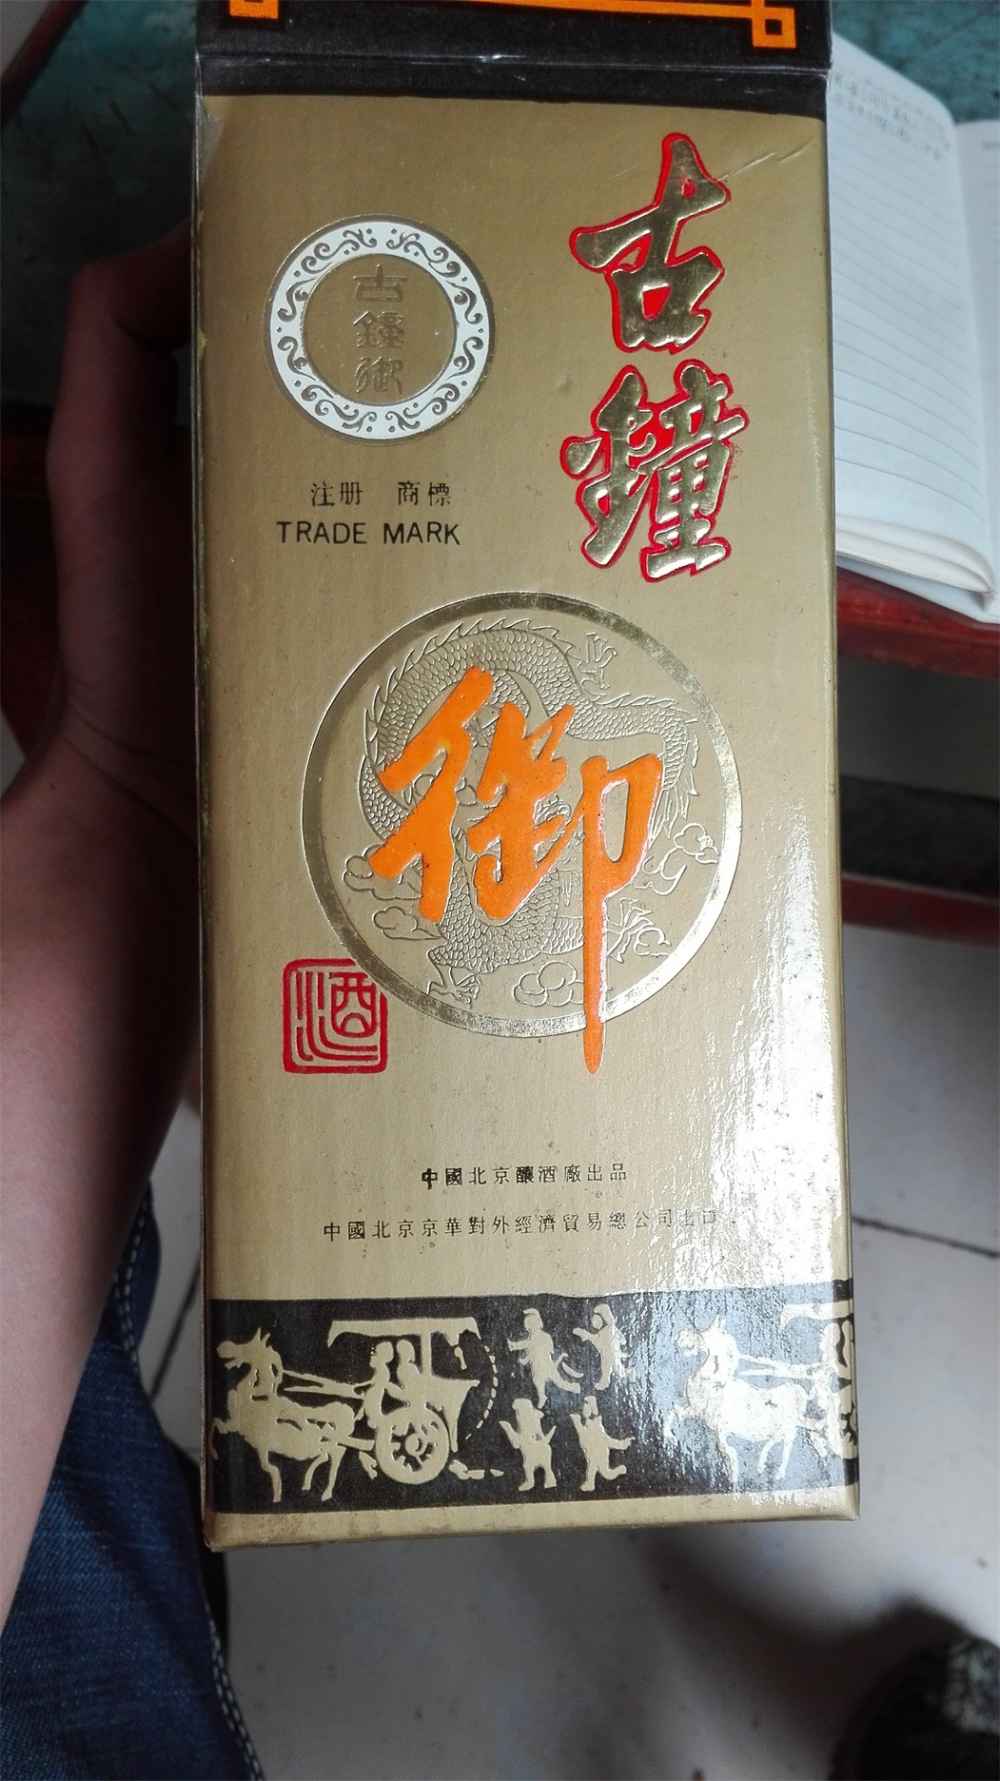 古鐘
古鐘御
注册 商標
TRADE MARK
御
酒
中國北京釀酒廠出品
中國北京京華對外經濟貿易總公司出口